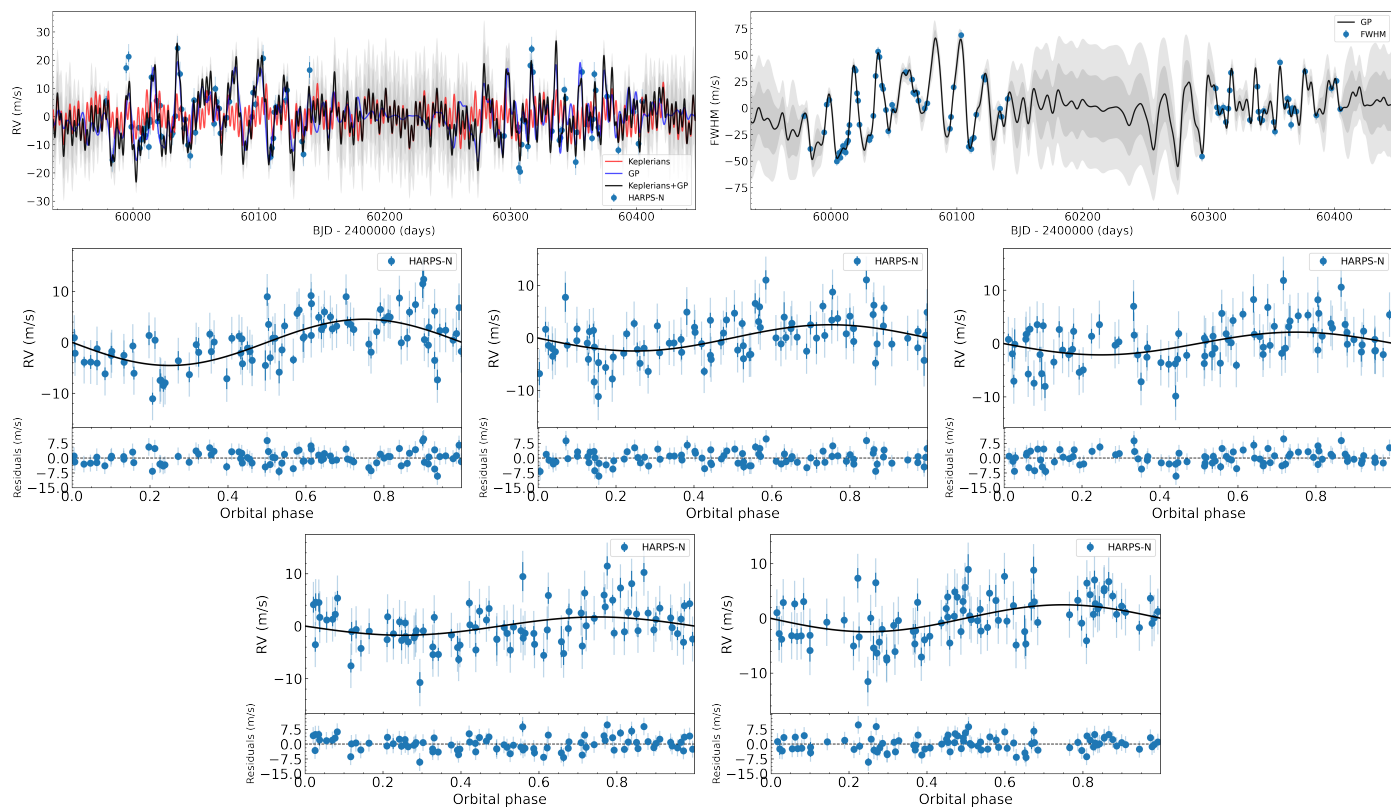 30
20
10
0
−10
−20
−30
RV (m/s)
Keplerians
GP
Keplerians+GP
HARPS-N
60000 60100 60200 60300 60400
BJD - 2400000 (days)
75
50
25
0
−25
−50
−75
FWHM (m/s)
GP
FWHM
60000 60100 60200 60300 60400
BJD - 2400000 (days)
10
0
−10
RV (m/s)
HARPS-N
7.5
0.0
−7.5
−15.0
Residuals (m/s)
0.0 0.2 0.4 0.6 0.8
Orbital phase
10
0
−10
RV (m/s)
HARPS-N
7.5
0.0
−7.5
−15.0
Residuals (m/s)
0.0 0.2 0.4 0.6 0.8
Orbital phase
10
0
−10
RV (m/s)
HARPS-N
7.5
0.0
−7.5
−15.0
Residuals (m/s)
0.0 0.2 0.4 0.6 0.8
Orbital phase
10
0
−10
RV (m/s)
HARPS-N
7.5
0.0
−7.5
−15.0
Residuals (m/s)
0.0 0.2 0.4 0.6 0.8
Orbital phase
10
0
−10
RV (m/s)
HARPS-N
7.5
0.0
−7.5
−15.0
Residuals (m/s)
0.0 0.2 0.4 0.6 0.8
Orbital phase